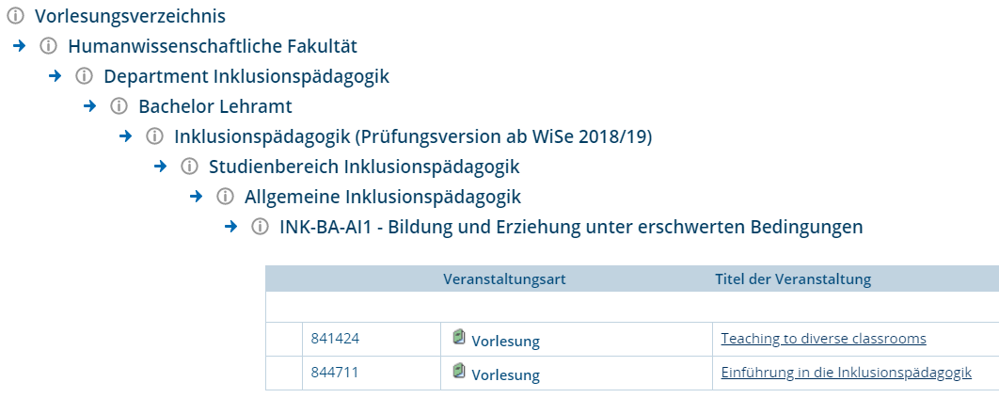 Vorlesungsverzeichnis
Humanwissenschaftliche Fakultät
Department Inklusionspädagogik
Bachelor Lehramt
Inklusionspädagogik (Prüfungsversion ab WiSe 2018/19)
Studienbereich Inklusionspädagogik
Allgemeine Inklusionspädagogik
INK-BA-AI1 - Bildung und Erziehung unter erschwerten Bedingungen
Veranstaltungsart Titel der Veranstaltung
841424 Vorlesung Teaching to diverse classrooms
844711 Vorlesung Einführung in die Inklusionspädagogik